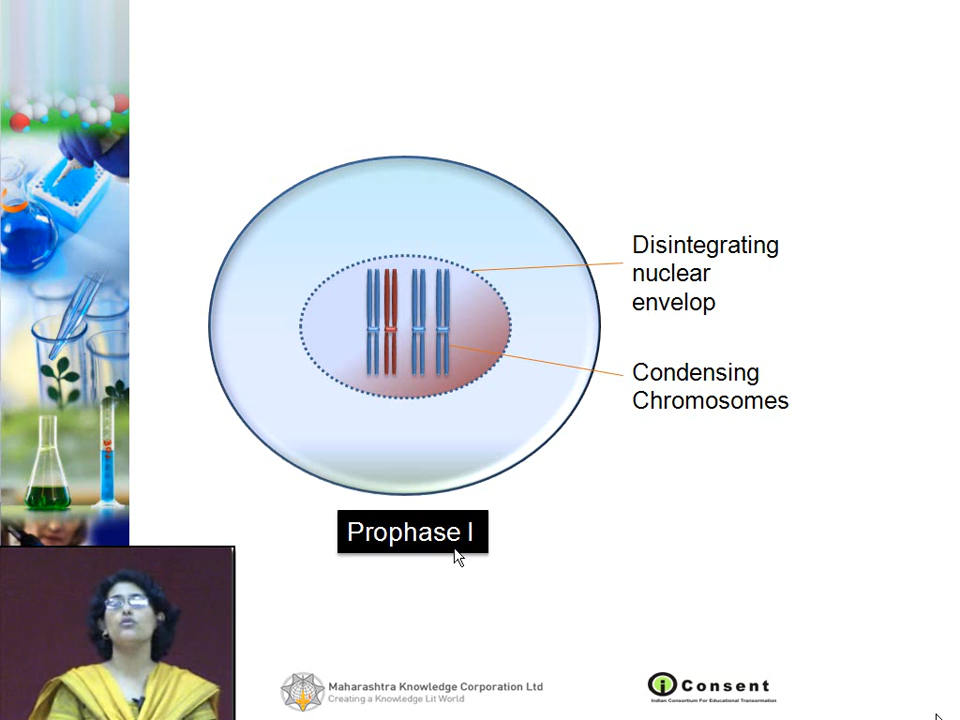 Disintegrating
nuclear
envelop
Condensing
Chromosomes
Prophase I
Maharashtra Knowledge Corporation Ltd
Creating a Knowledge Lit World
i Consent
Indian Consortium For Educational Transformation